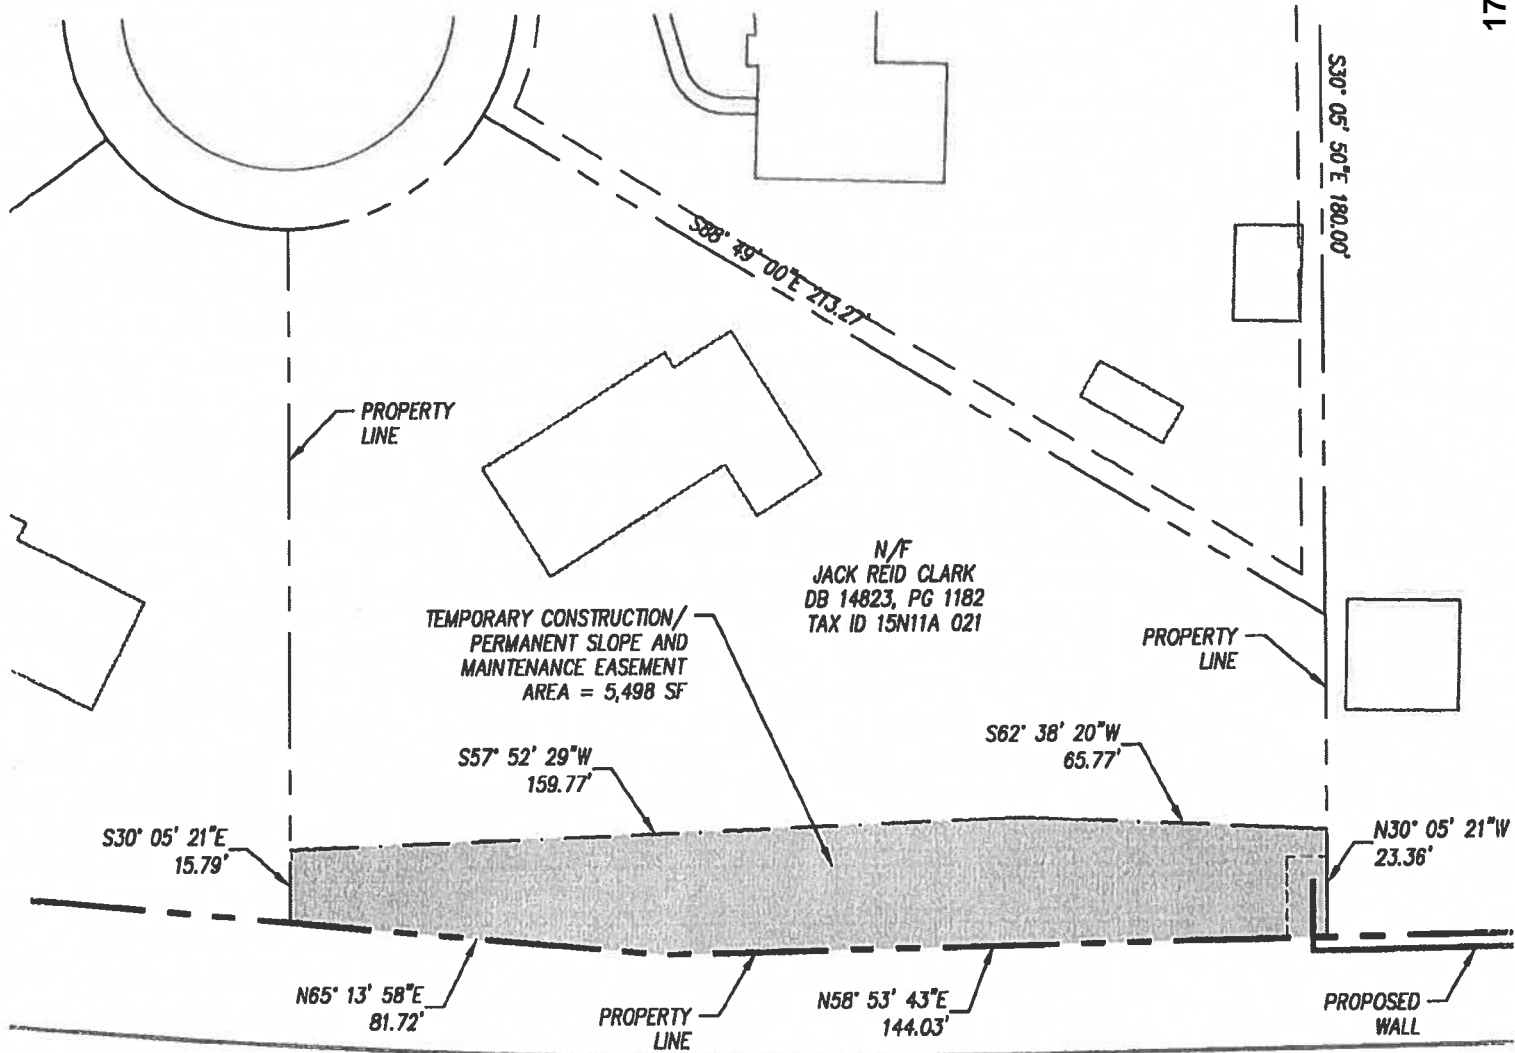 17
S30° 05' 50"E 180.00'
S88° 49' 00"E 213.27'
PROPERTY
LINE
N/F
JACK REID CLARK
DB 14823, PG 1182
TAX ID 15N11A 021
TEMPORARY CONSTRUCTION/
PERMANENT SLOPE AND
MAINTENANCE EASEMENT
AREA = 5,498 SF
PROPERTY
LINE
S57° 52' 29"W
159.77'
S62° 38' 20"W
65.77'
S30° 05' 21"E
15.79'
N30° 05' 21"W
23.36'
N65° 13' 58"E
81.72'
PROPERTY
LINE
N58° 53' 43"E
144.03'
PROPOSED
WALL